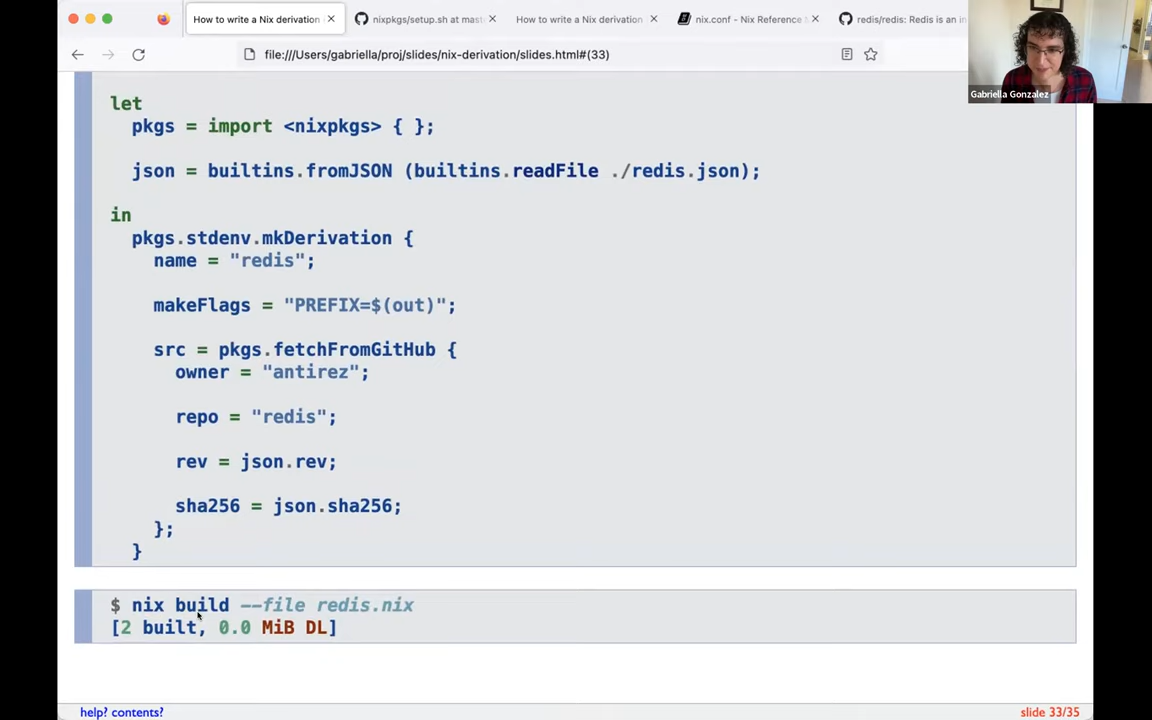 How to write a Nix derivation
nixpkgs/setup.sh at mast
How to write a Nix derivation
nix.conf - Nix Reference
redis/redis: Redis is an in
file:///Users/gabriella/proj/slides/nix-derivation/slides.html#(33)
Gabriella Gonzalez
let
pkgs = import <nixpkgs> { };
json = builtins.fromJSON (builtins.readFile ./redis.json);
in
pkgs.stdenv.mkDerivation {
name = "redis";
makeFlags = "PREFIX=$(out)";
src = pkgs.fetchFromGitHub {
owner = "antirez";
repo = "redis";
rev = json.rev;
sha256 = json.sha256;
};
}
$ nix build --file redis.nix
[2 built, 0.0 MiB DL]
help? contents?
slide 33/35